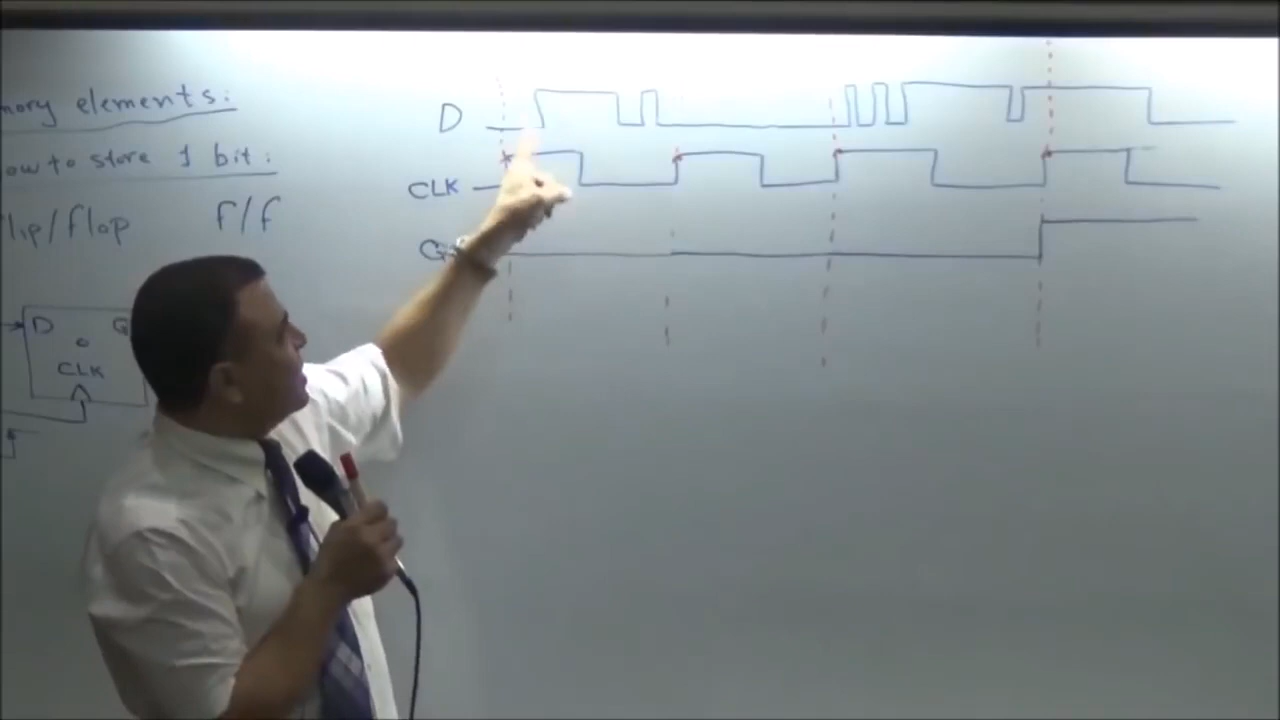 mory elements:
ow to store 1 bit:
lip/flop f/f
D Q
CLK
D
CLK
Q